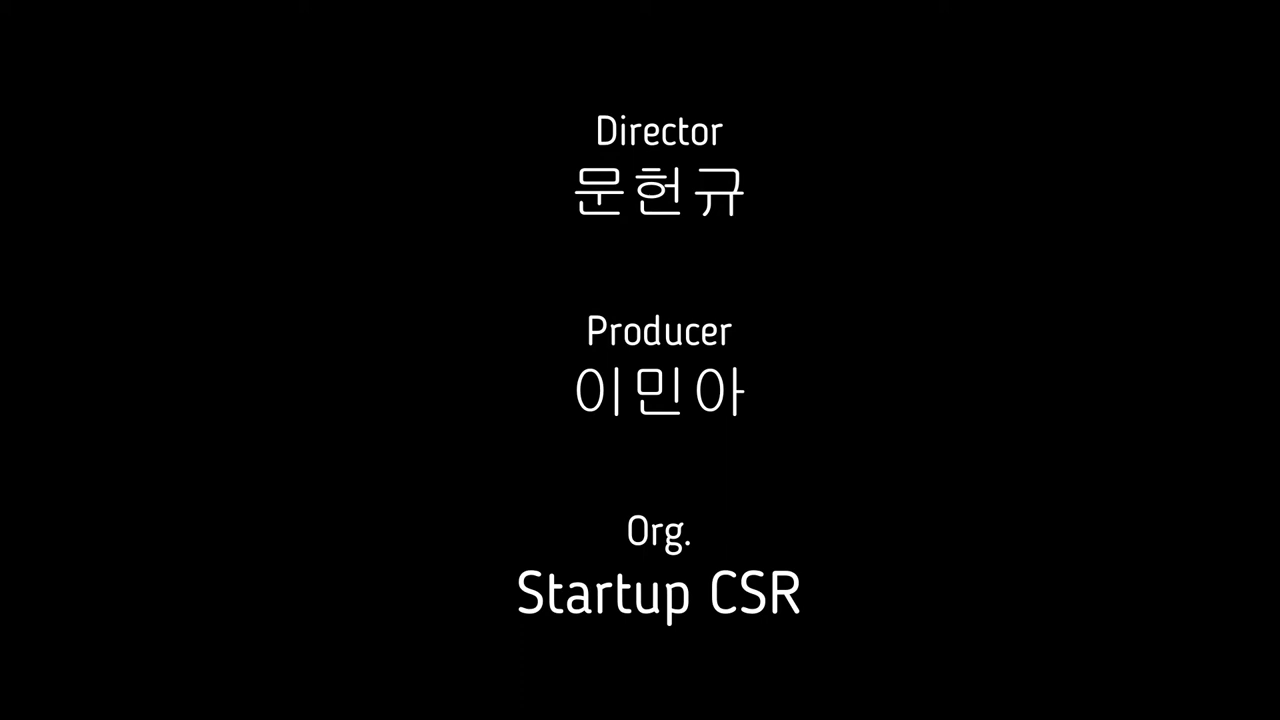 Director
문헌규
Producer
이민아
Org.
Startup CSR